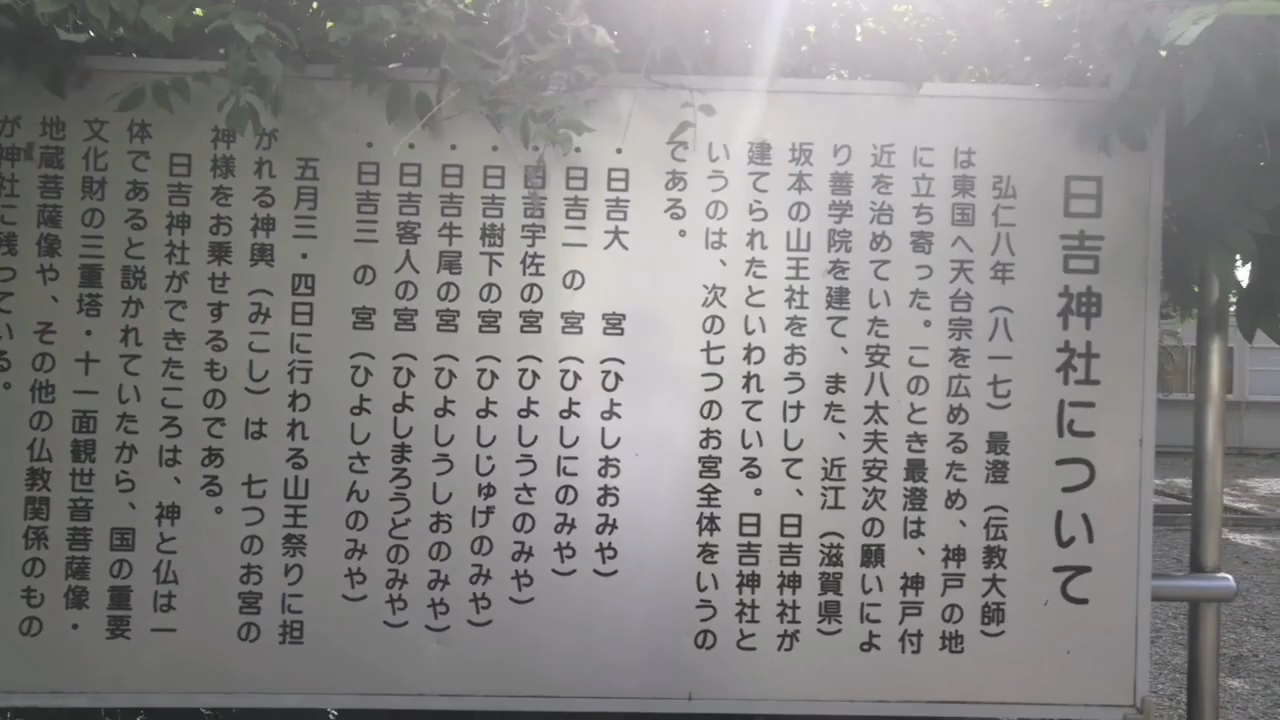 日吉神社について
弘仁八年（八一七）最澄（伝教大師）
は東国へ天台宗を広めるため、神戸の地
に立ち寄った。このとき最澄は、神戸付
近を治めていた安八太夫安次の願いによ
り善学院を建て、また、近江（滋賀県）
坂本の山王社をおうけして、日吉神社が
建てられたといわれている。日吉神社と
いうのは、次の七つのお宮全体をいうの
である。
・日吉大　宮（ひよしおおみや）
・日吉二の宮（ひよしにのみや）
・日吉宇佐の宮（ひよしうさのみや）
・日吉樹下の宮（ひよしじゅげのみや）
・日吉牛尾の宮（ひよしうしおのみや）
・日吉客人の宮（ひよしまろうどのみや）
・日吉三の宮（ひよしさんのみや）
五月三・四日に行われる山王祭りに担
がれる神輿（みこし）は　七つのお宮の
神様をお乗せするものである。
日吉神社ができたころは、神と仏は一
体であると説かれていたから、国の重要
文化財の三重塔・十一面観世音菩薩像・
地蔵菩薩像や、その他の仏教関係のもの
が神社に残っている。